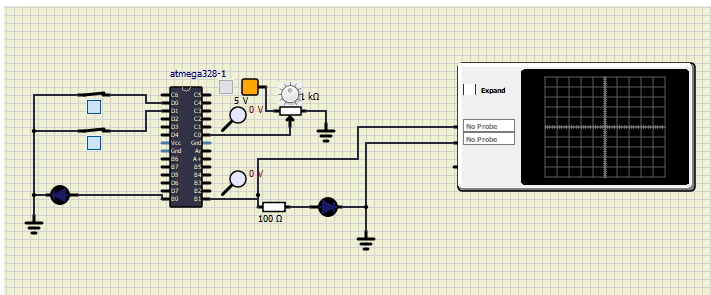 atmega328-1
C6 C5
D0 C4
D1 C3
D2 C2
D3 C1
D4 C0
Vcc Gnd
Gnd Ar
B6 A+
B7 B5
D5 B4
D6 B3
D7 B2
B0 B1
5 V
0 V
1 kΩ
0 V
100 Ω
Expand
No Probe
No Probe